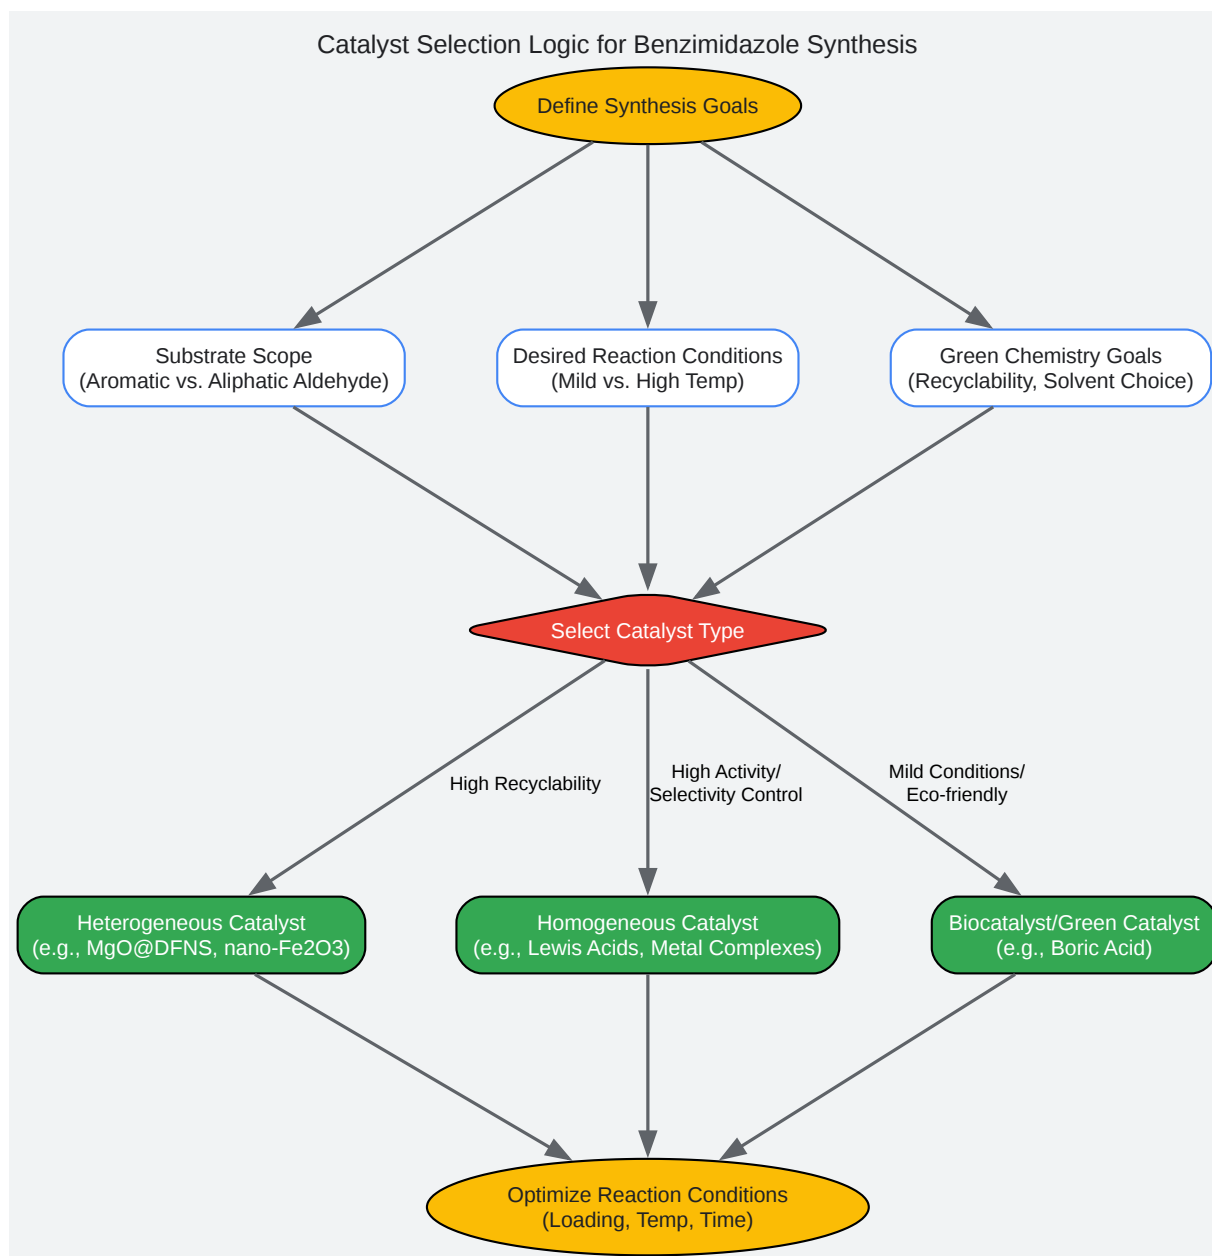 Catalyst Selection Logic for Benzimidazole Synthesis
Define Synthesis Goals
Substrate Scope
(Aromatic vs. Aliphatic Aldehyde)
Desired Reaction Conditions
(Mild vs. High Temp)
Green Chemistry Goals
(Recyclability, Solvent Choice)
Select Catalyst Type
High Recyclability
High Activity/
Selectivity Control
Mild Conditions/
Eco-friendly
Heterogeneous Catalyst
(e.g., MgO@DFNS, nano-Fe2O3)
Homogeneous Catalyst
(e.g., Lewis Acids, Metal Complexes)
Biocatalyst/Green Catalyst
(e.g., Boric Acid)
Optimize Reaction Conditions
(Loading, Temp, Time)